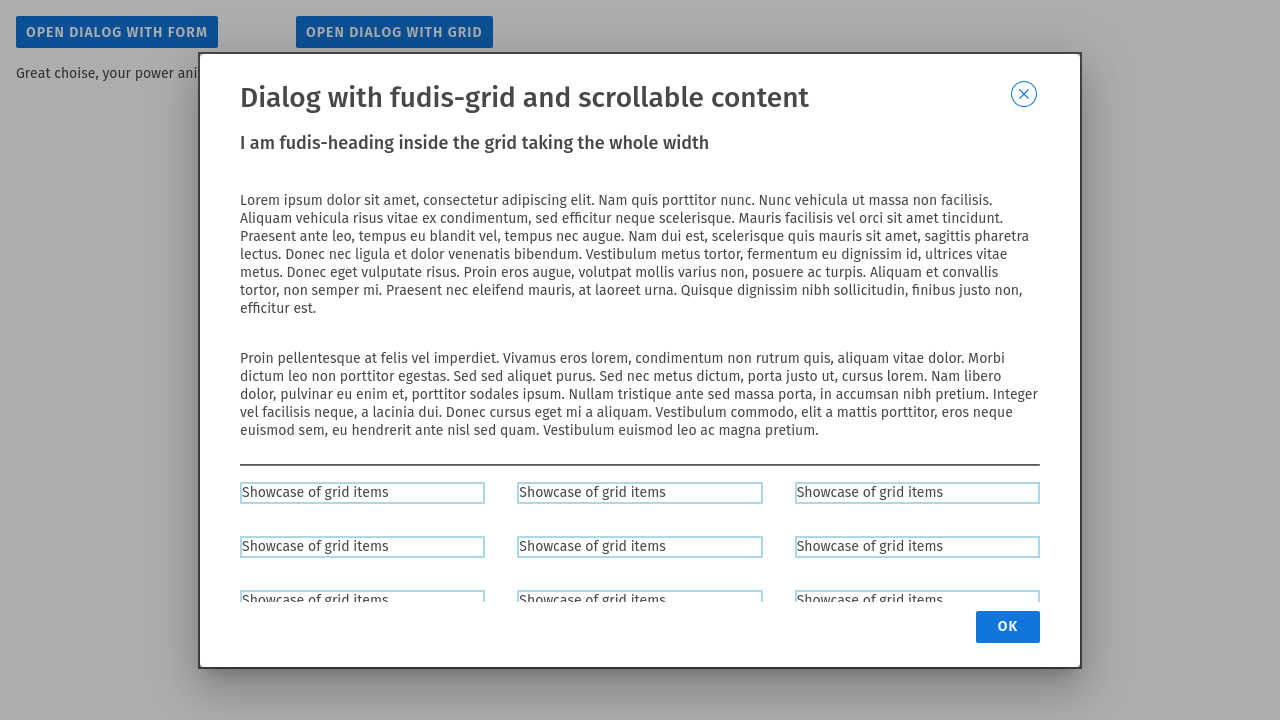 OPEN DIALOG WITH FORM
OPEN DIALOG WITH GRID
Great choise, your power ani
Dialog with fudis-grid and scrollable content
I am fudis-heading inside the grid taking the whole width
Lorem ipsum dolor sit amet, consectetur adipiscing elit. Nam quis porttitor nunc. Nunc vehicula ut massa non facilisis.
Aliquam vehicula risus vitae ex condimentum, sed efficitur neque scelerisque. Mauris facilisis vel orci sit amet tincidunt.
Praesent ante leo, tempus eu blandit vel, tempus nec augue. Nam dui est, scelerisque quis mauris sit amet, sagittis pharetra
lectus. Donec nec ligula et dolor venenatis bibendum. Vestibulum metus tortor, fermentum eu dignissim id, ultrices vitae
metus. Donec eget vulputate risus. Proin eros augue, volutpat mollis varius non, posuere ac turpis. Aliquam et convallis
tortor, non semper mi. Praesent nec eleifend mauris, at laoreet urna. Quisque dignissim nibh sollicitudin, finibus justo non,
efficitur est.
Proin pellentesque at felis vel imperdiet. Vivamus eros lorem, condimentum non rutrum quis, aliquam vitae dolor. Morbi
dictum leo non porttitor egestas. Sed sed aliquet purus. Sed nec metus dictum, porta justo ut, cursus lorem. Nam libero
dolor, pulvinar eu enim et, porttitor sodales ipsum. Nullam tristique ante sed massa porta, in accumsan nibh pretium. Integer
vel facilisis neque, a lacinia dui. Donec cursus eget mi a aliquam. Vestibulum commodo, elit a mattis porttitor, eros neque
euismod sem, eu hendrerit ante nisl sed quam. Vestibulum euismod leo ac magna pretium.
Showcase of grid items
Showcase of grid items
Showcase of grid items
Showcase of grid items
Showcase of grid items
Showcase of grid items
Showcase of grid items
Showcase of grid items
Showcase of grid items
OK